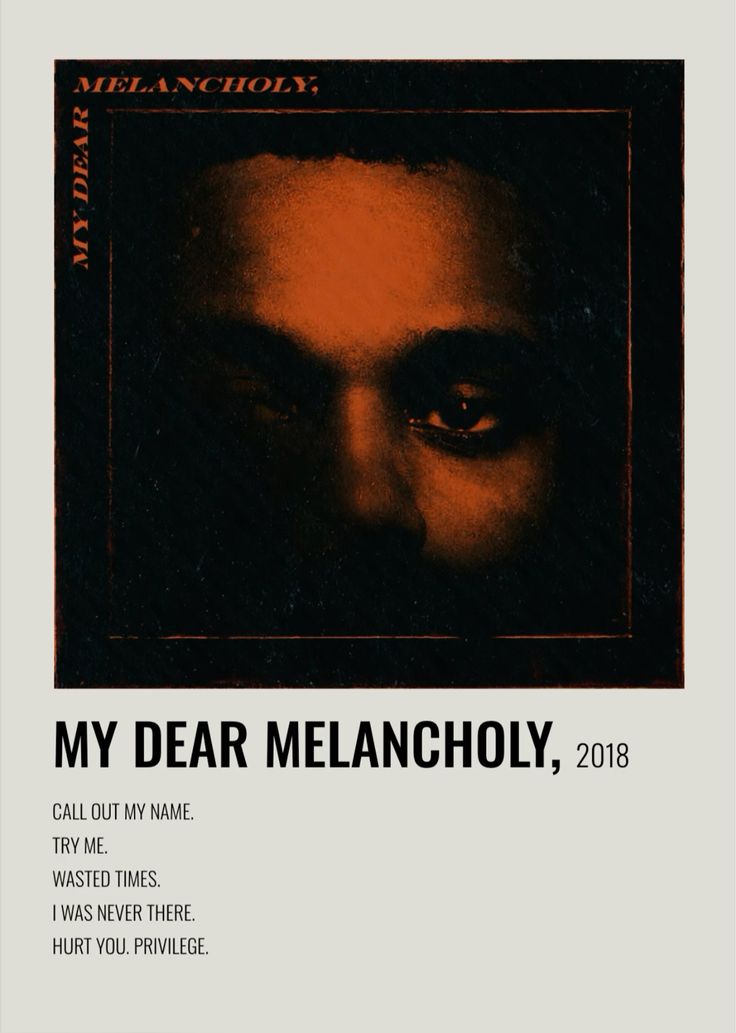 MELANCHOLY,
MY DEAR
MY DEAR MELANCHOLY, 2018
CALL OUT MY NAME.
TRY ME.
WASTED TIMES.
I WAS NEVER THERE.
HURT YOU. PRIVILEGE.